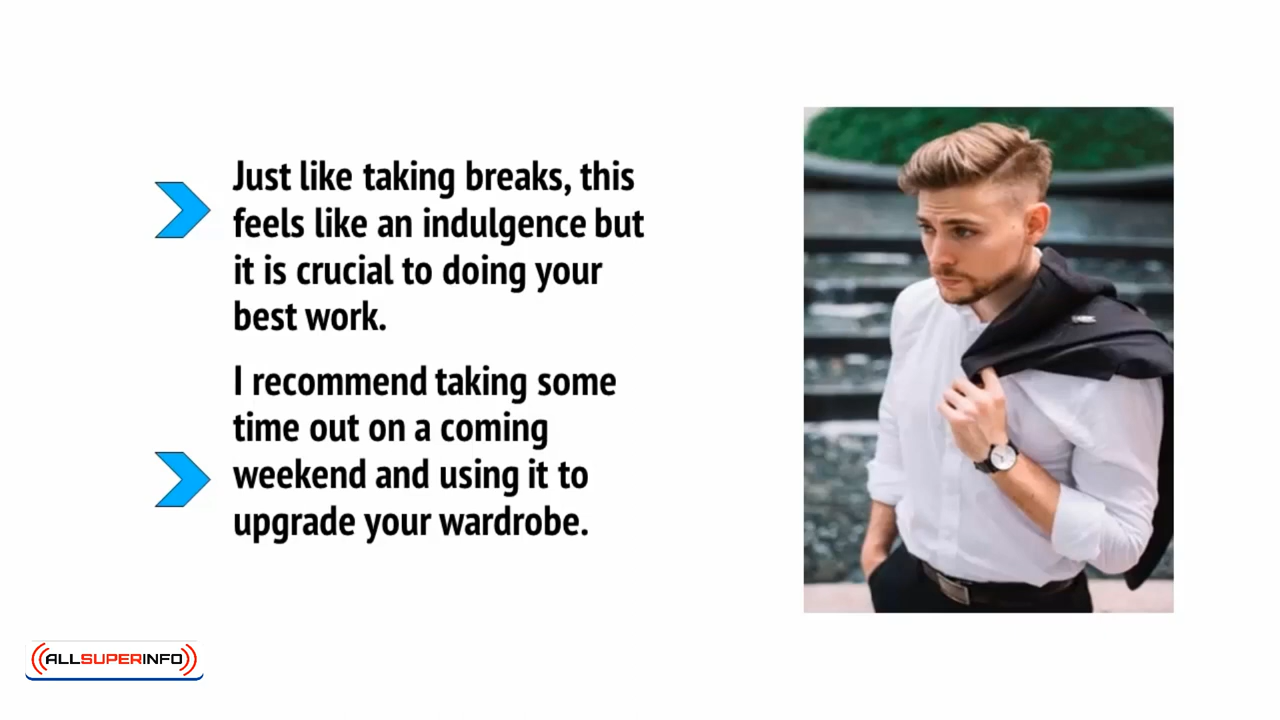 Just like taking breaks, this
feels like an indulgence but
it is crucial to doing your
best work.
I recommend taking some
time out on a coming
weekend and using it to
upgrade your wardrobe.
ALLSUPERINFO